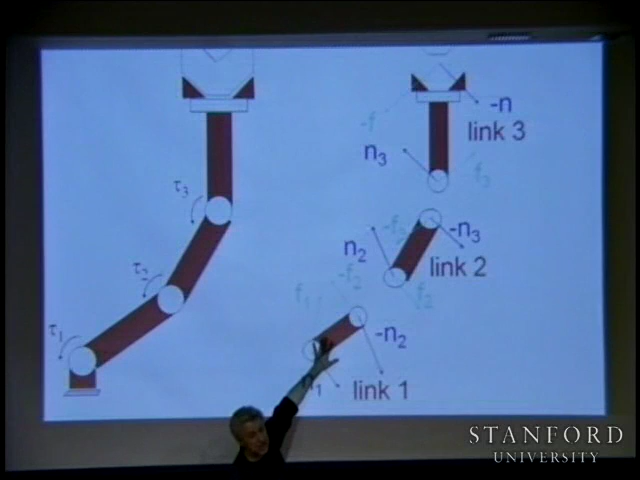 τ3
τ2
τ1
-n
link 3
-f
n3
f3
-f3
-n3
n2
link 2
-f2
f1
f2
-n2
n1
link 1
STANFORD
UNIVERSITY